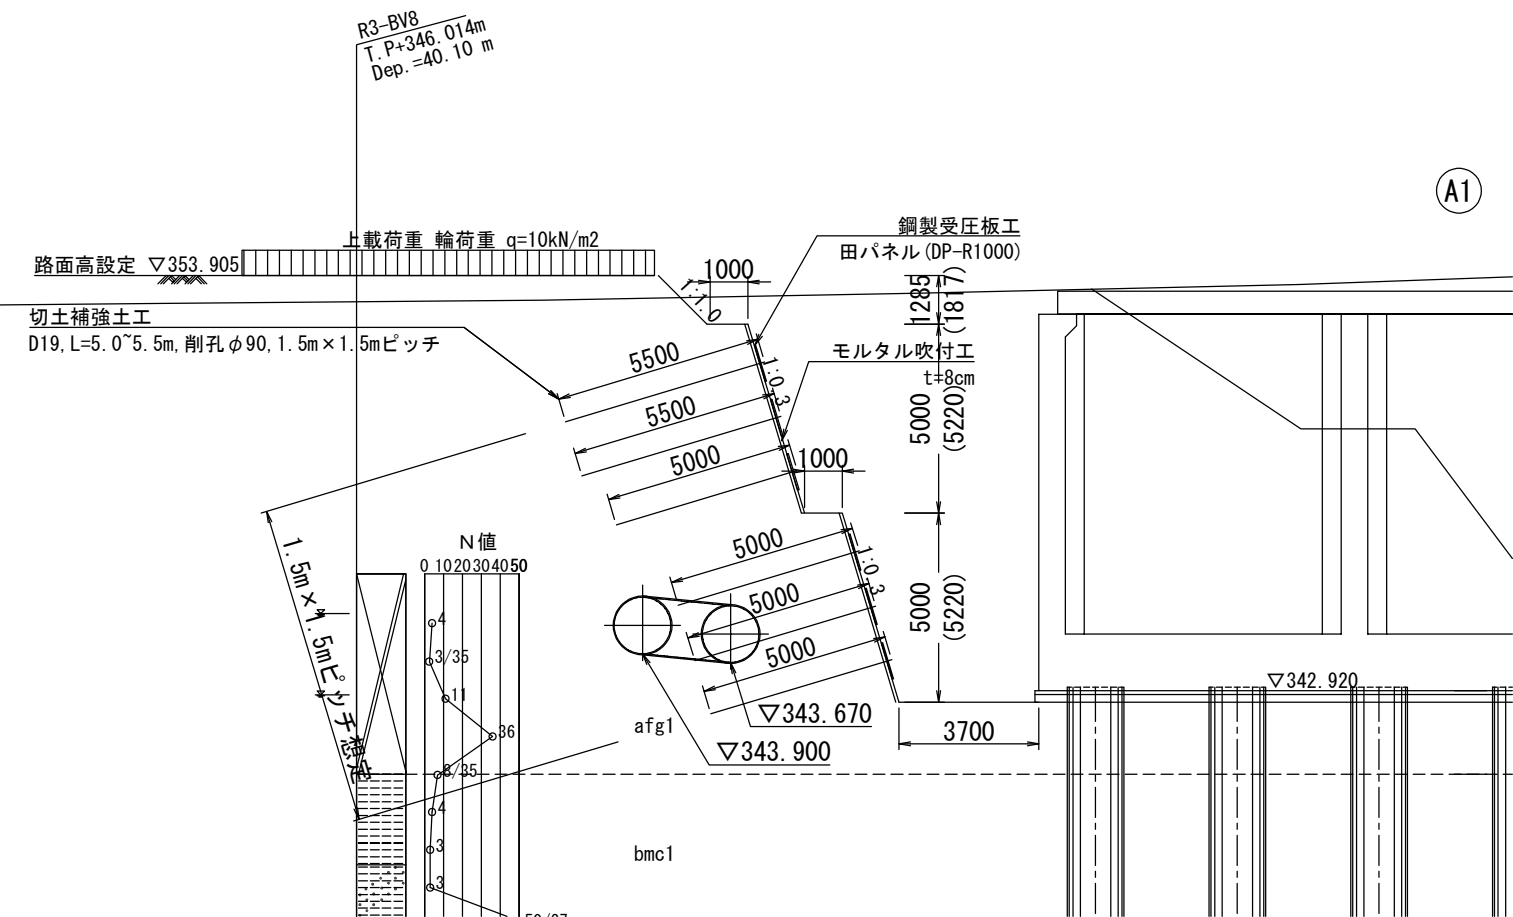 R3-BV8
T.P+346.014m
Dep.=40.10 m
A1
上載荷重 輪荷重 q=10kN/m2
路面高設定 ▽353.905
鋼製受圧板工
田パネル(DP-R1000)
1000
1:1.0
1285
(1817)
切土補強土工
D19,L=5.0~5.5m,削孔φ90,1.5m×1.5mピッチ
モルタル吹付工
t=8cm
5500
1:0.3
5500
5000
5000
(5220)
1000
1.5m×1.5mピッチ想定
N値
0 10 20 30 40 50
5000
1:0.3
5000
5000
5000
(5220)
4
3/35
11
36
3/35
4
3
3
afg1
▽343.670
▽343.900
▽342.920
3700
bmc1